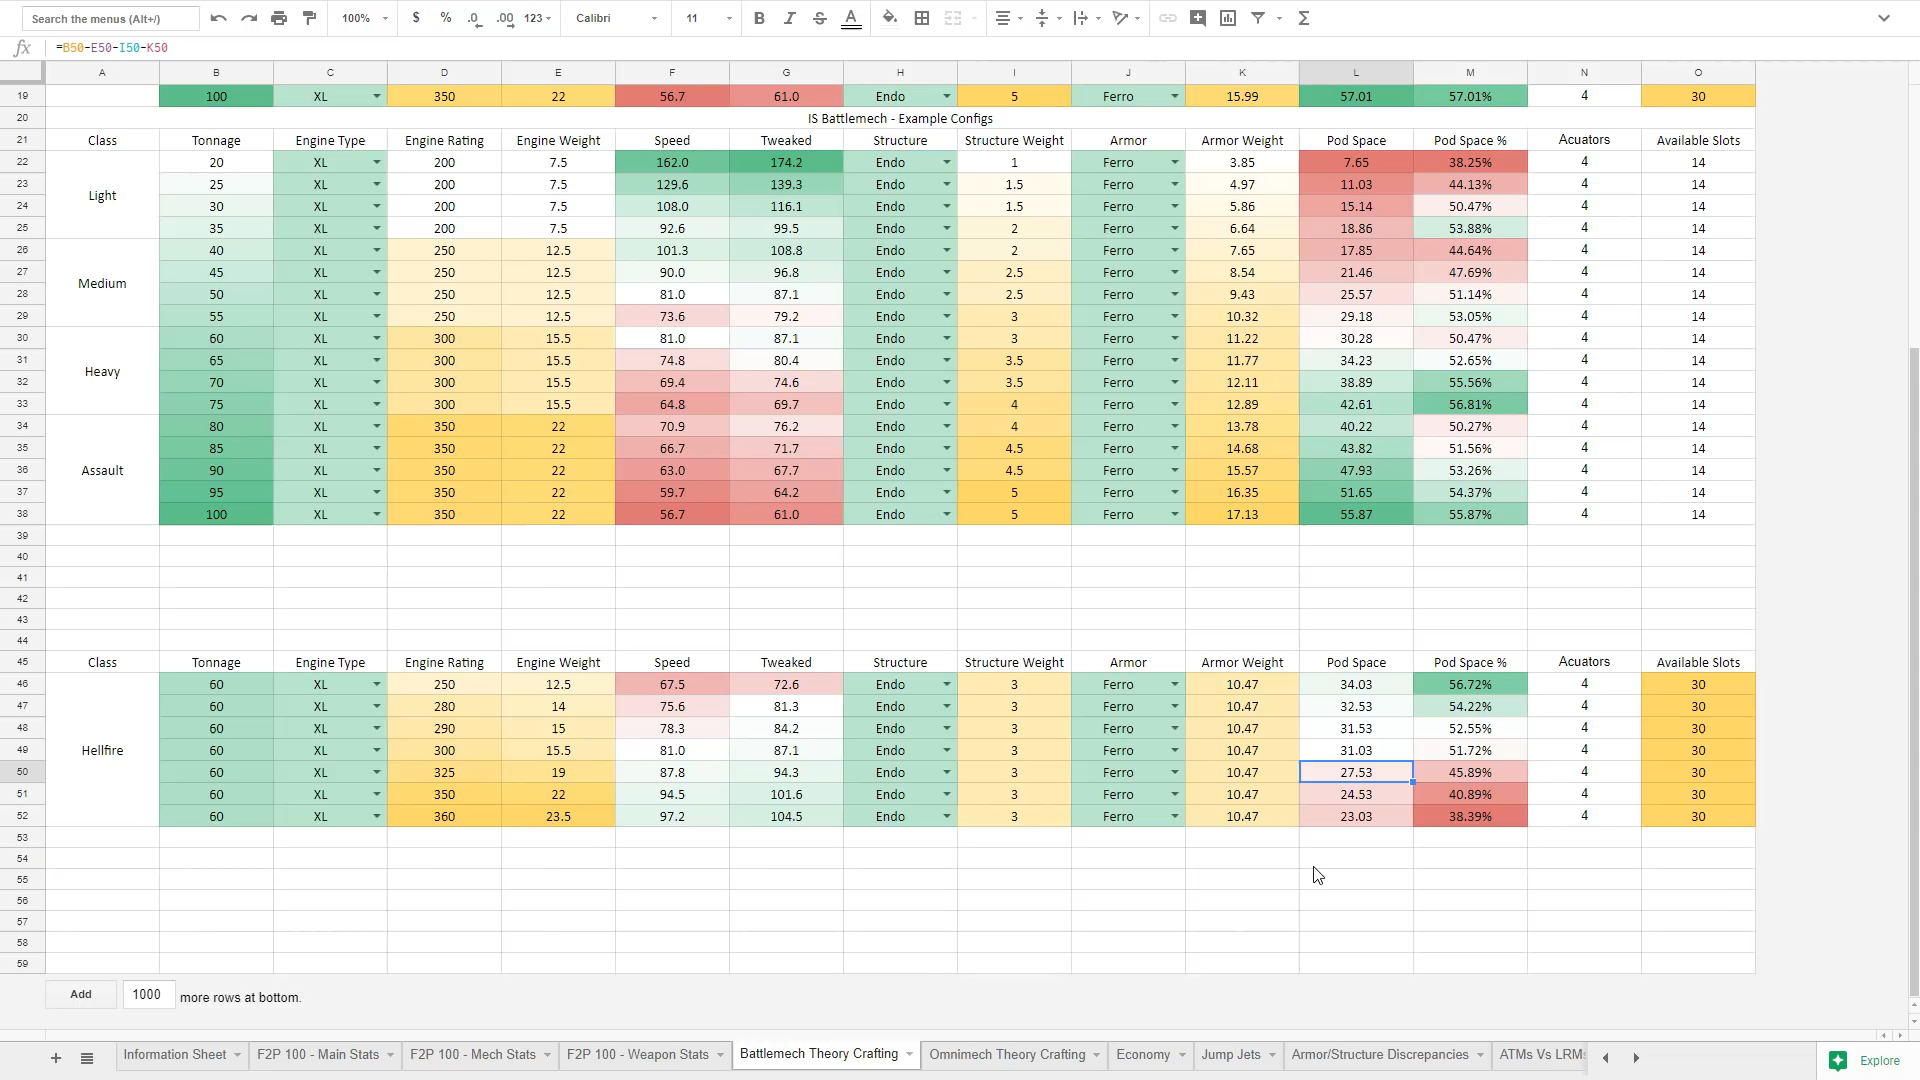 Search the menus (Alt+/) 100% $ % .0 .00 123 Calibri 11 B I S A Σ
fx =B50-E50-I50-K50
A B C D E F G H I J K L M N O
19 100 XL 350 22 56.7 61.0 Endo 5 Ferro 15.99 57.01 57.01% 4 30
20 IS Battlemech - Example Configs
21 Class Tonnage Engine Type Engine Rating Engine Weight Speed Tweaked Structure Structure Weight Armor Armor Weight Pod Space Pod Space % Acuators Available Slots
22 20 XL 200 7.5 162.0 174.2 Endo 1 Ferro 3.85 7.65 38.25% 4 14
23 25 XL 200 7.5 129.6 139.3 Endo 1.5 Ferro 4.97 11.03 44.13% 4 14
Light
24 30 XL 200 7.5 108.0 116.1 Endo 1.5 Ferro 5.86 15.14 50.47% 4 14
25 35 XL 200 7.5 92.6 99.5 Endo 2 Ferro 6.64 18.86 53.88% 4 14
26 40 XL 250 12.5 101.3 108.8 Endo 2 Ferro 7.65 17.85 44.64% 4 14
27 45 XL 250 12.5 90.0 96.8 Endo 2.5 Ferro 8.54 21.46 47.69% 4 14
Medium
28 50 XL 250 12.5 81.0 87.1 Endo 2.5 Ferro 9.43 25.57 51.14% 4 14
29 55 XL 250 12.5 73.6 79.2 Endo 3 Ferro 10.32 29.18 53.05% 4 14
30 60 XL 300 15.5 81.0 87.1 Endo 3 Ferro 11.22 30.28 50.47% 4 14
31 65 XL 300 15.5 74.8 80.4 Endo 3.5 Ferro 11.77 34.23 52.65% 4 14
Heavy
32 70 XL 300 15.5 69.4 74.6 Endo 3.5 Ferro 12.11 38.89 55.56% 4 14
33 75 XL 300 15.5 64.8 69.7 Endo 4 Ferro 12.89 42.61 56.81% 4 14
34 80 XL 350 22 70.9 76.2 Endo 4 Ferro 13.78 40.22 50.27% 4 14
35 85 XL 350 22 66.7 71.7 Endo 4.5 Ferro 14.68 43.82 51.56% 4 14
36 Assault 90 XL 350 22 63.0 67.7 Endo 4.5 Ferro 15.57 47.93 53.26% 4 14
37 95 XL 350 22 59.7 64.2 Endo 5 Ferro 16.35 51.65 54.37% 4 14
38 100 XL 350 22 56.7 61.0 Endo 5 Ferro 17.13 55.87 55.87% 4 14
39
40
41
42
43
44
45 Class Tonnage Engine Type Engine Rating Engine Weight Speed Tweaked Structure Structure Weight Armor Armor Weight Pod Space Pod Space % Acuators Available Slots
46 60 XL 250 12.5 67.5 72.6 Endo 3 Ferro 10.47 34.03 56.72% 4 30
47 60 XL 280 14 75.6 81.3 Endo 3 Ferro 10.47 32.53 54.22% 4 30
48 60 XL 290 15 78.3 84.2 Endo 3 Ferro 10.47 31.53 52.55% 4 30
49 Hellfire 60 XL 300 15.5 81.0 87.1 Endo 3 Ferro 10.47 31.03 51.72% 4 30
50 60 XL 325 19 87.8 94.3 Endo 3 Ferro 10.47 27.53 45.89% 4 30
51 60 XL 350 22 94.5 101.6 Endo 3 Ferro 10.47 24.53 40.89% 4 30
52 60 XL 360 23.5 97.2 104.5 Endo 3 Ferro 10.47 23.03 38.39% 4 30
53
54
55
56
57
58
59
Add 1000 more rows at bottom.
+ Information Sheet F2P 100 - Main Stats F2P 100 - Mech Stats F2P 100 - Weapon Stats Battlemech Theory Crafting Omnimech Theory Crafting Economy Jump Jets Armor/Structure Discrepancies ATMs Vs LRMs Explore